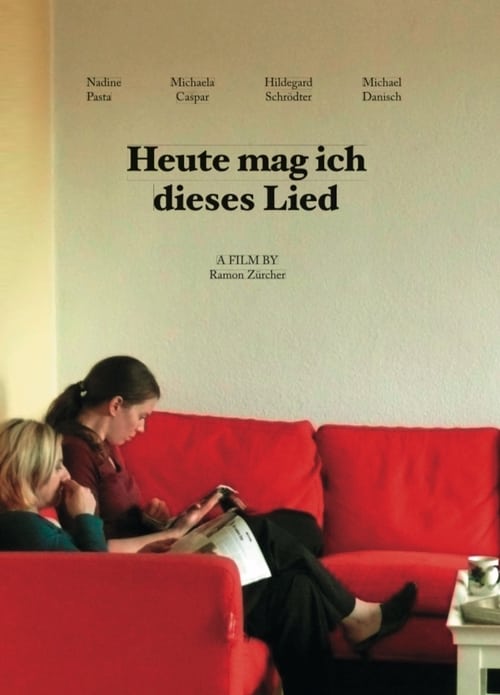 Nadine Michaela Hildegard Michael
Pasta Caspar Schrödter Danisch
Heute mag ich
dieses Lied
A FILM BY
Ramon Zürcher